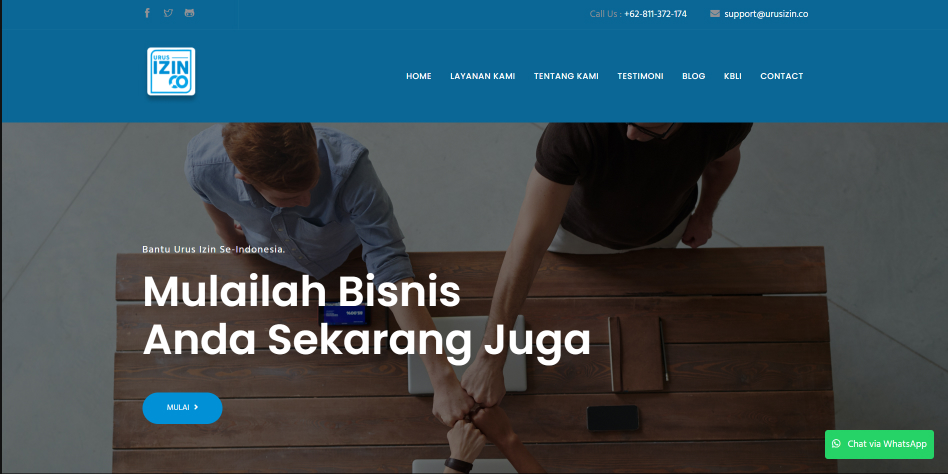 Call Us : +62-811-372-174
support@urusizin.co
URUS
IZIN
CO
HOME LAYANAN KAMI TENTANG KAMI TESTIMONI BLOG KBLI CONTACT
Bantu Urus Izin Se-Indonesia.
Mulailah Bisnis
Anda Sekarang Juga
MULAI
Chat via WhatsApp